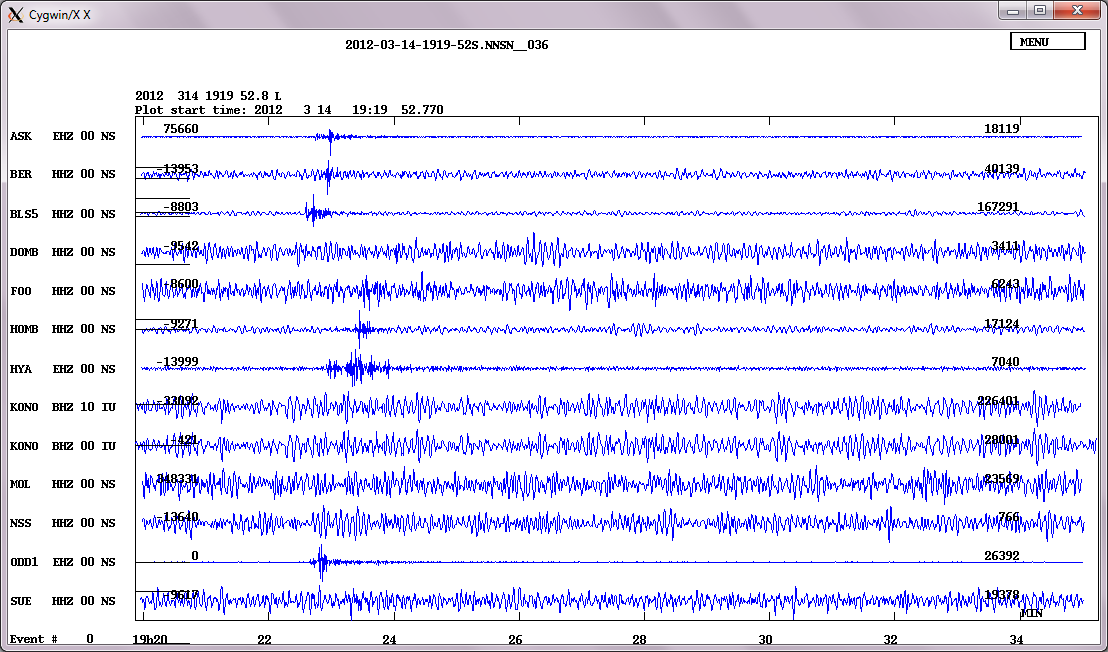 Cygwin/X X
2012-03-14-1919-52S.NNSN__036
MENU
2012 314 1919 52.8 L
Plot start time: 2012 3 14 19:19 52.770
ASK EHZ 00 NS 75660 18119
BER HHZ 00 NS -13953 40139
BLS5 HHZ 00 NS -8803 167291
DOMB HHZ 00 NS -9542 3411
FOO HHZ 00 NS -8600 6243
HOMB HHZ 00 NS -9271 17124
HYA EHZ 00 NS -13999 7040
KONO BHZ 10 IU -33092 226401
KONO BHZ 00 IU -421 28001
MOL HHZ 00 NS 23569
NSS HHZ 00 NS -13640 766
ODD1 EHZ 00 NS 0 26392
SUE HHZ 00 NS -9617 19378
MIN
Event # 0 19h20 22 24 26 28 30 32 34